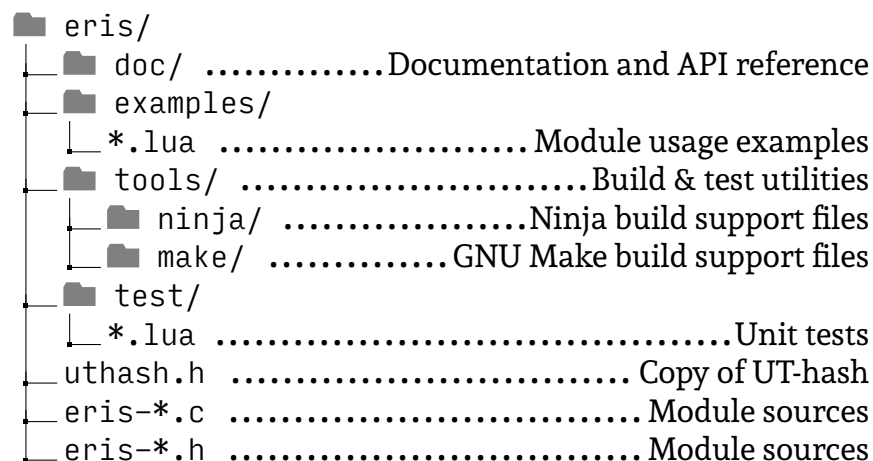 eris/
doc/ ..............Documentation and API reference
examples/
*.lua .......................Module usage examples
tools/ ..........................Build & test utilities
ninja/ ..................Ninja build support files
make/ .............GNU Make build support files
test/
*.lua ......................................Unit tests
uthash.h ..............................Copy of UT-hash
eris-*.c ...............................Module sources
eris-*.h ...............................Module sources